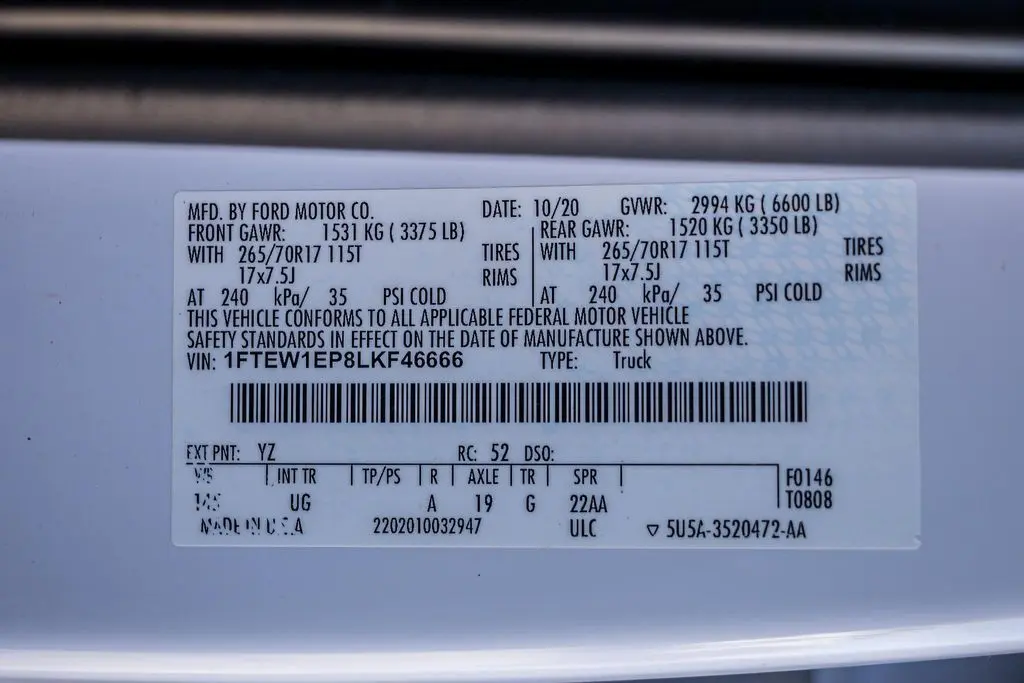 MFD. BY FORD MOTOR CO. DATE: 10/20 GVWR: 2994 KG ( 6600 LB)
FRONT GAWR: 1531 KG ( 3375 LB) REAR GAWR: 1520 KG ( 3350 LB)
WITH 265/70R17 115T TIRES WITH 265/70R17 115T TIRES
17x7.5J RIMS 17x7.5J RIMS
AT 240 kPa/ 35 PSI COLD AT 240 kPa/ 35 PSI COLD
THIS VEHICLE CONFORMS TO ALL APPLICABLE FEDERAL MOTOR VEHICLE
SAFETY STANDARDS IN EFFECT ON THE DATE OF MANUFACTURE SHOWN ABOVE.
VIN: 1FTEW1EP8LKF46666 TYPE: Truck
EXT PNT: YZ RC: 52 DSO:
WB INT TR TP/PS R AXLE TR SPR F0146
145 UG A 19 G 22AA T0808
MADE IN U.S.A 2202010032947 ULC ▽ 5U5A-3520472-AA